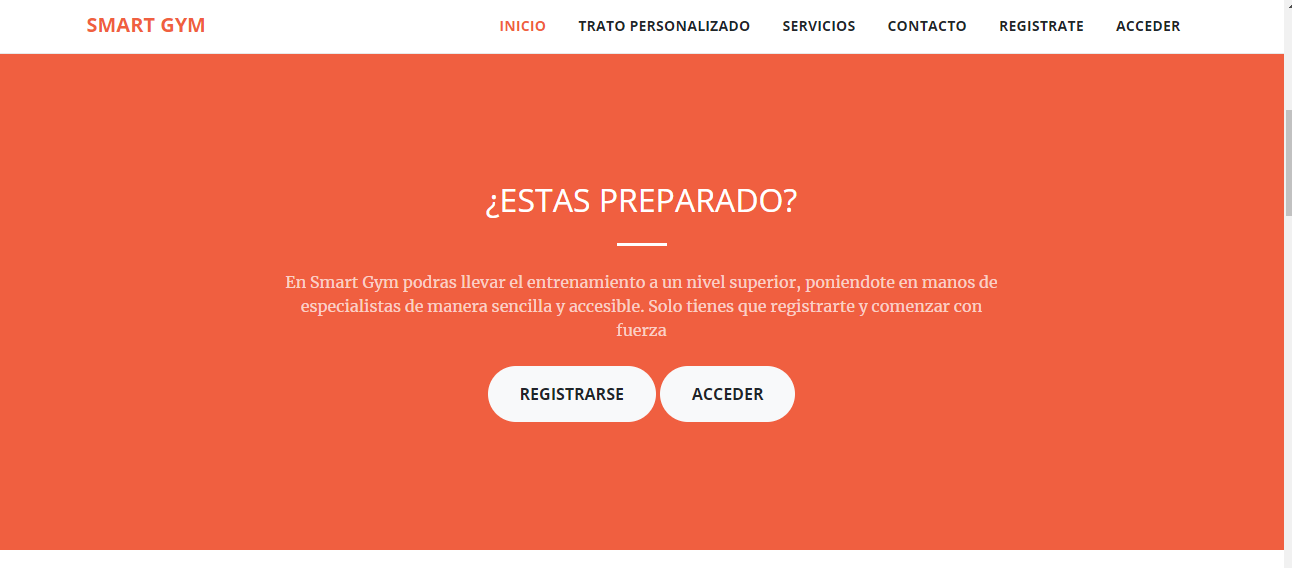 SMART GYM
INICIO TRATO PERSONALIZADO SERVICIOS CONTACTO REGISTRATE ACCEDER
¿ESTAS PREPARADO?
En Smart Gym podras llevar el entrenamiento a un nivel superior, poniendote en manos de
especialistas de manera sencilla y accesible. Solo tienes que registrarte y comenzar con
fuerza
REGISTRARSE ACCEDER